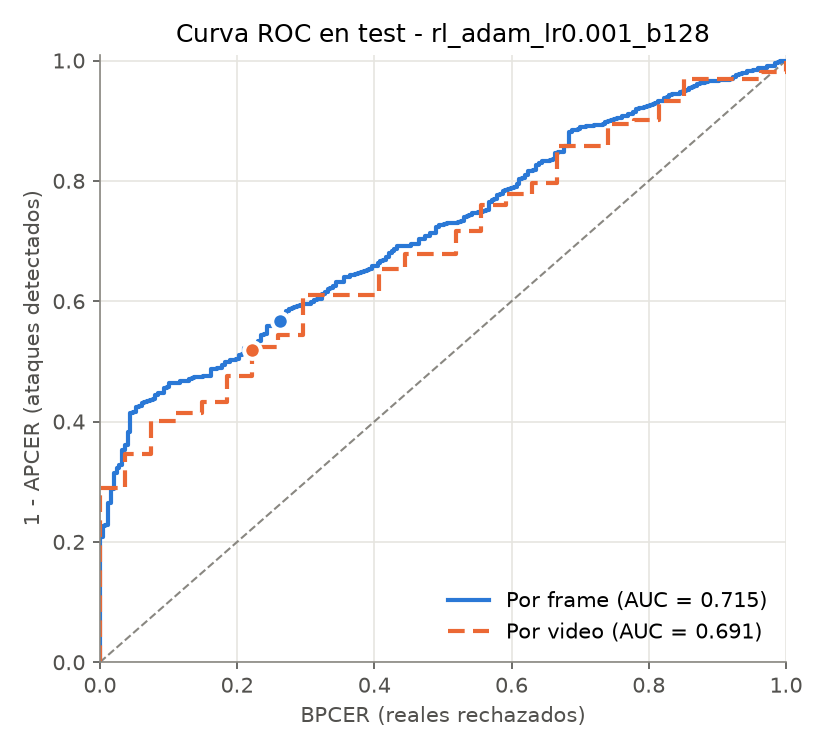 Curva ROC en test - rl_adam_lr0.001_b128
1 - APCER (ataques detectados)
1.0
0.8
0.6
0.4
0.2
0.0
Por frame (AUC = 0.715)
Por video (AUC = 0.691)
0.0 0.2 0.4 0.6 0.8 1.0
BPCER (reales rechazados)